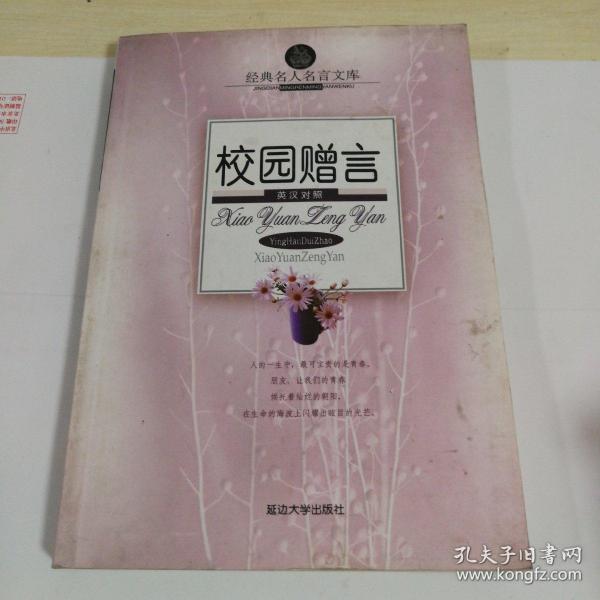 经典名人名言文库
JINGDIANMINGRENMINGYANWENKU
校园赠言
英汉对照
Xiao Yuan Zeng Yan
YingHanDuiZhao
XiaoYuanZengYan
人的一生中，最可宝贵的是青春。
朋友，让我们的青春
烘托着灿烂的朝阳，
在生命的海波上闪耀出眩目的光芒。
延边大学出版社
孔夫子旧书网
www.kongfz.com